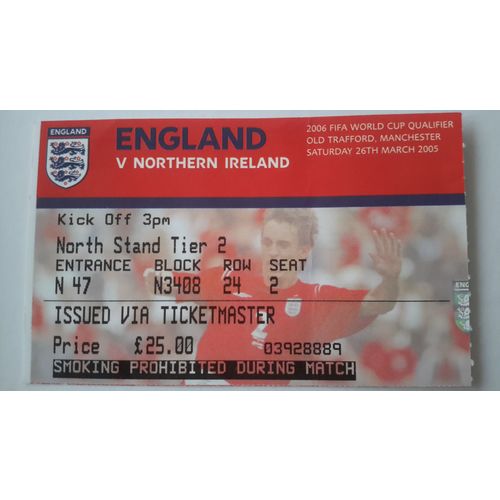 ENGLAND
ENGLAND
V NORTHERN IRELAND
2006 FIFA WORLD CUP QUALIFIER
OLD TRAFFORD, MANCHESTER
SATURDAY 26TH MARCH 2005
Kick Off 3pm
North Stand Tier 2
ENTRANCE BLOCK ROW SEAT
N 47 N3408 24 2
ISSUED VIA TICKETMASTER
Price £25.00 03928889
SMOKING PROHIBITED DURING MATCH
ENG